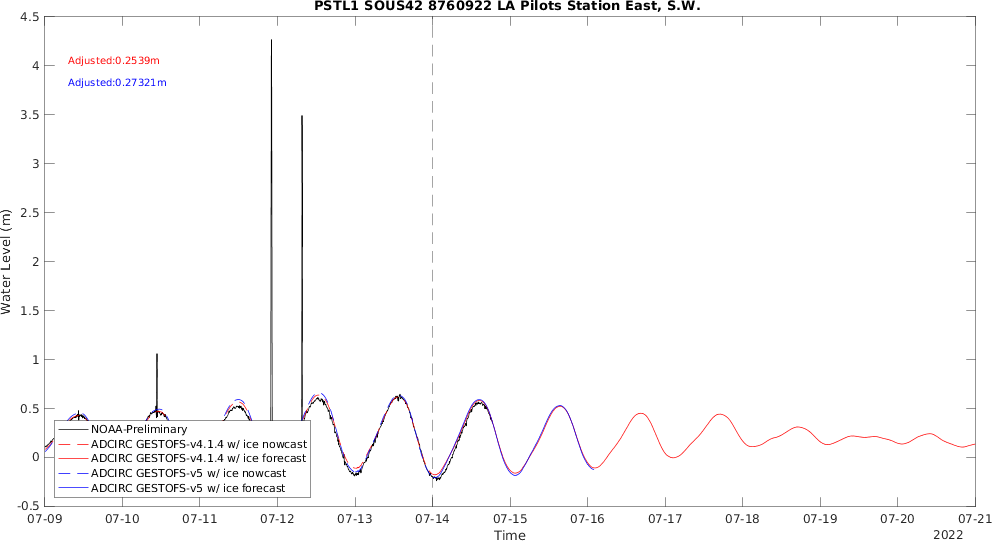 PSTL1 SOUS42 8760922 LA Pilots Station East, S.W.
4.5
4
3.5
3
2.5
2
1.5
1
0.5
0
-0.5
Water Level (m)
Adjusted:0.2539m
Adjusted:0.27321m
NOAA-Preliminary
ADCIRC GESTOFS-v4.1.4 w/ ice nowcast
ADCIRC GESTOFS-v4.1.4 w/ ice forecast
ADCIRC GESTOFS-v5 w/ ice nowcast
ADCIRC GESTOFS-v5 w/ ice forecast
07-09 07-10 07-11 07-12 07-13 07-14 07-15 07-16 07-17 07-18 07-19 07-20 07-21
Time
2022